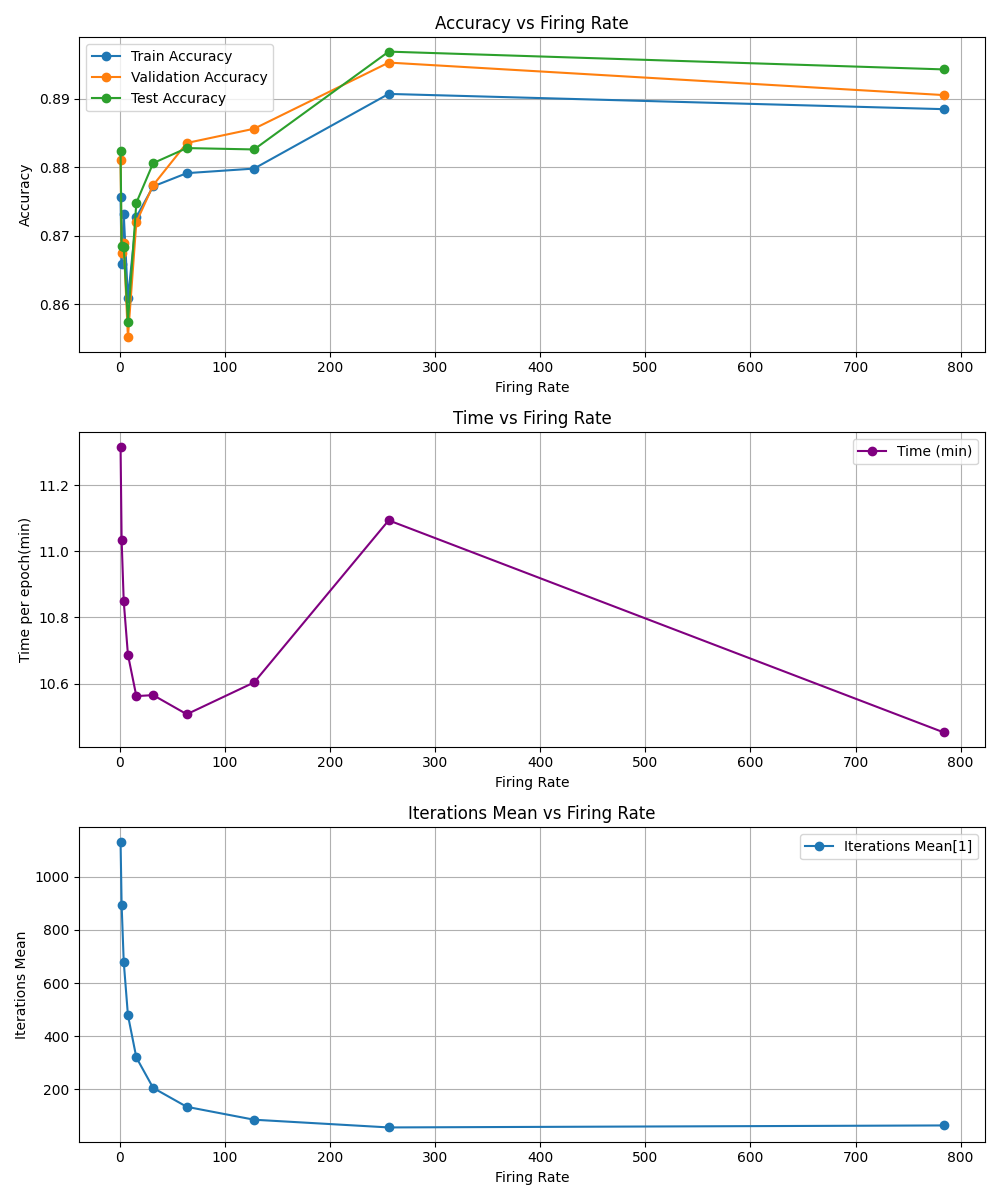 Accuracy vs Firing Rate
Train Accuracy
Validation Accuracy
Test Accuracy
Accuracy
0.89
0.88
0.87
0.86
0 100 200 300 400 500 600 700 800
Firing Rate
Time vs Firing Rate
Time (min)
Time per epoch(min)
11.2
11.0
10.8
10.6
0 100 200 300 400 500 600 700 800
Firing Rate
Iterations Mean vs Firing Rate
Iterations Mean[1]
Iterations Mean
1000
800
600
400
200
0 100 200 300 400 500 600 700 800
Firing Rate